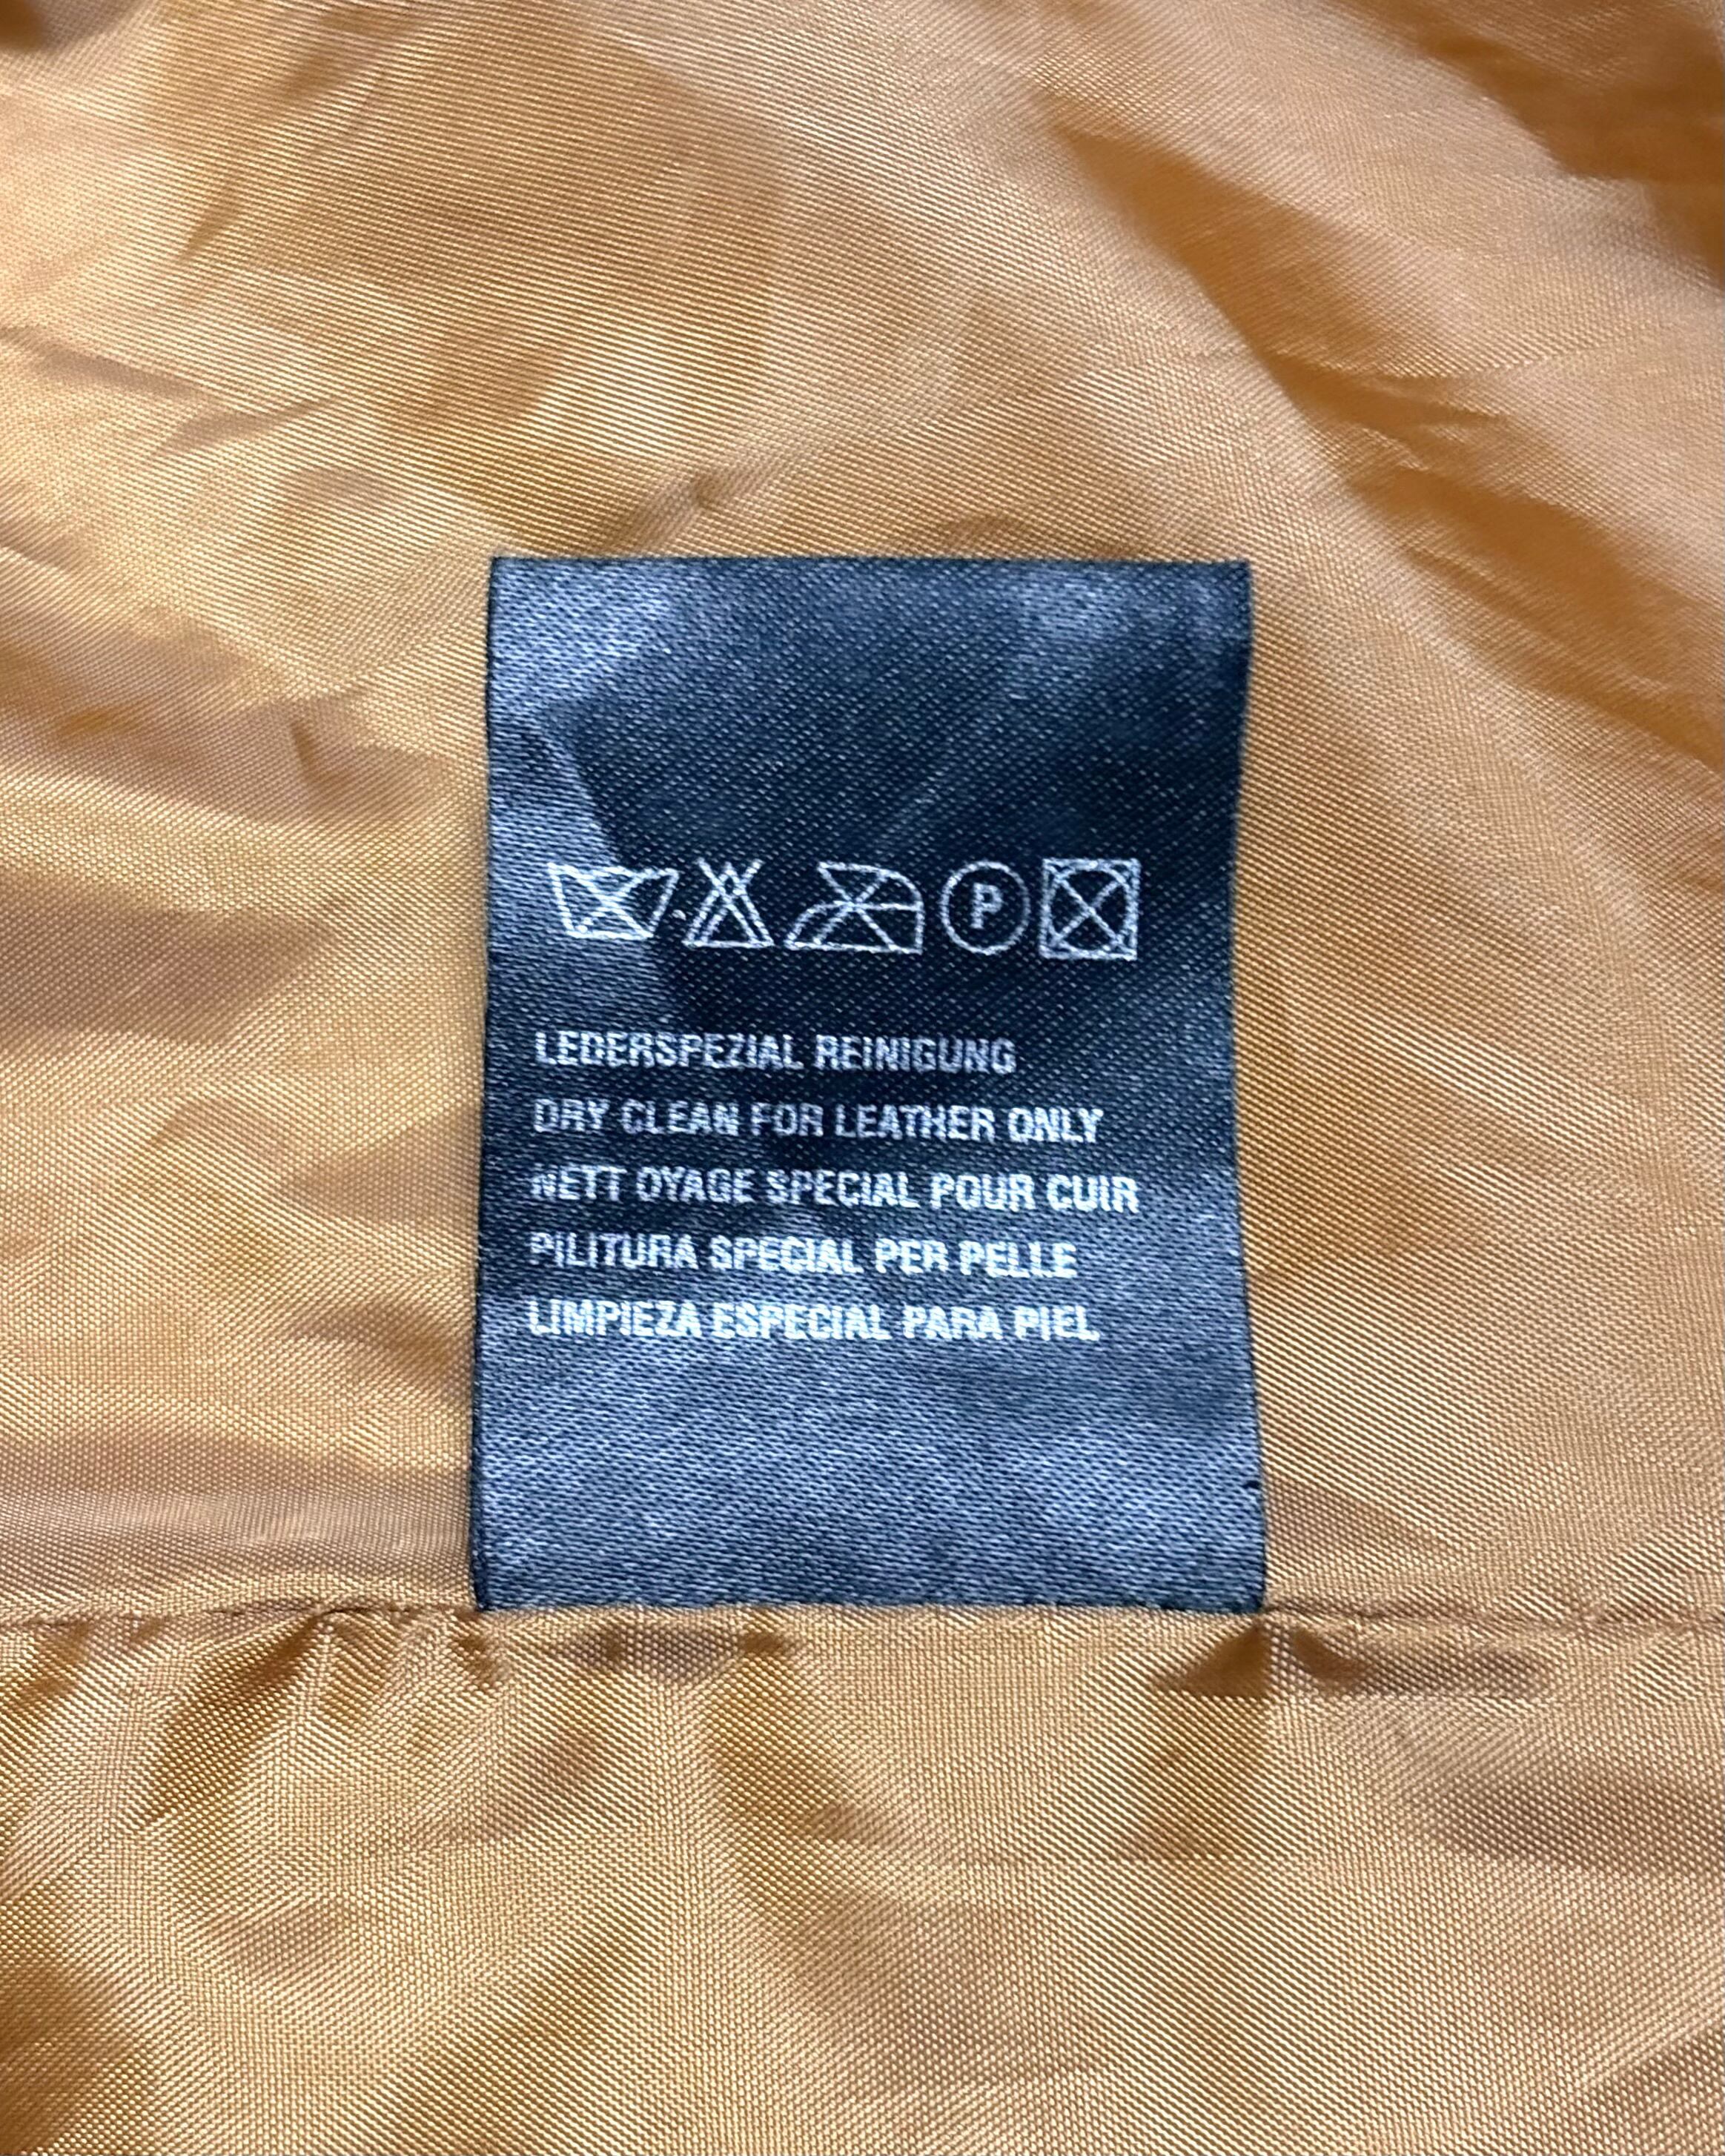 P
LEDERSPEZIAL REINIGUNG
DRY CLEAN FOR LEATHER ONLY
NETT OYAGE SPECIAL POUR CUIR
PILITURA SPECIAL PER PELLE
LIMPIEZA ESPECIAL PARA PIEL